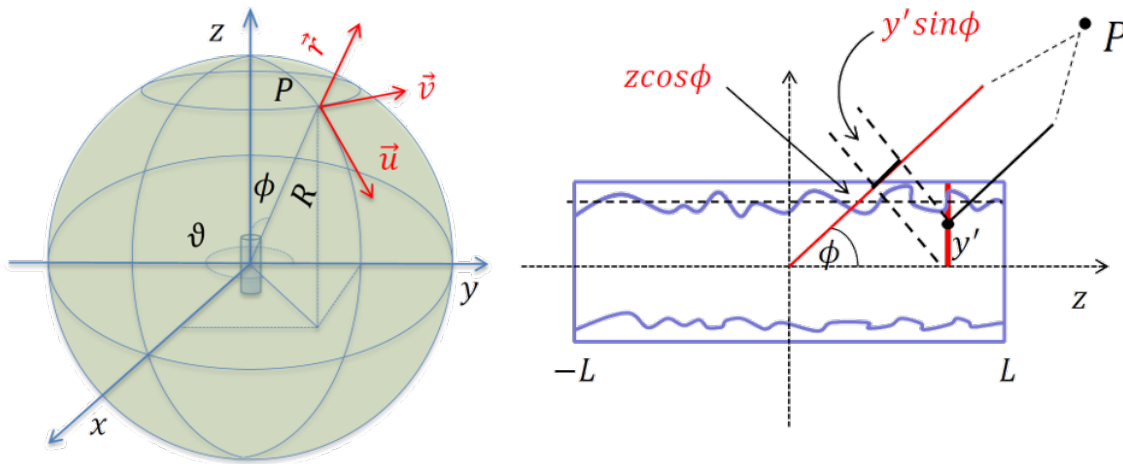 z
r⃗
P
v⃗
u⃗
ϕ
R
ϑ
y
x
y′sinϕ
P
zcosϕ
ϕ
y′
z
−L
L